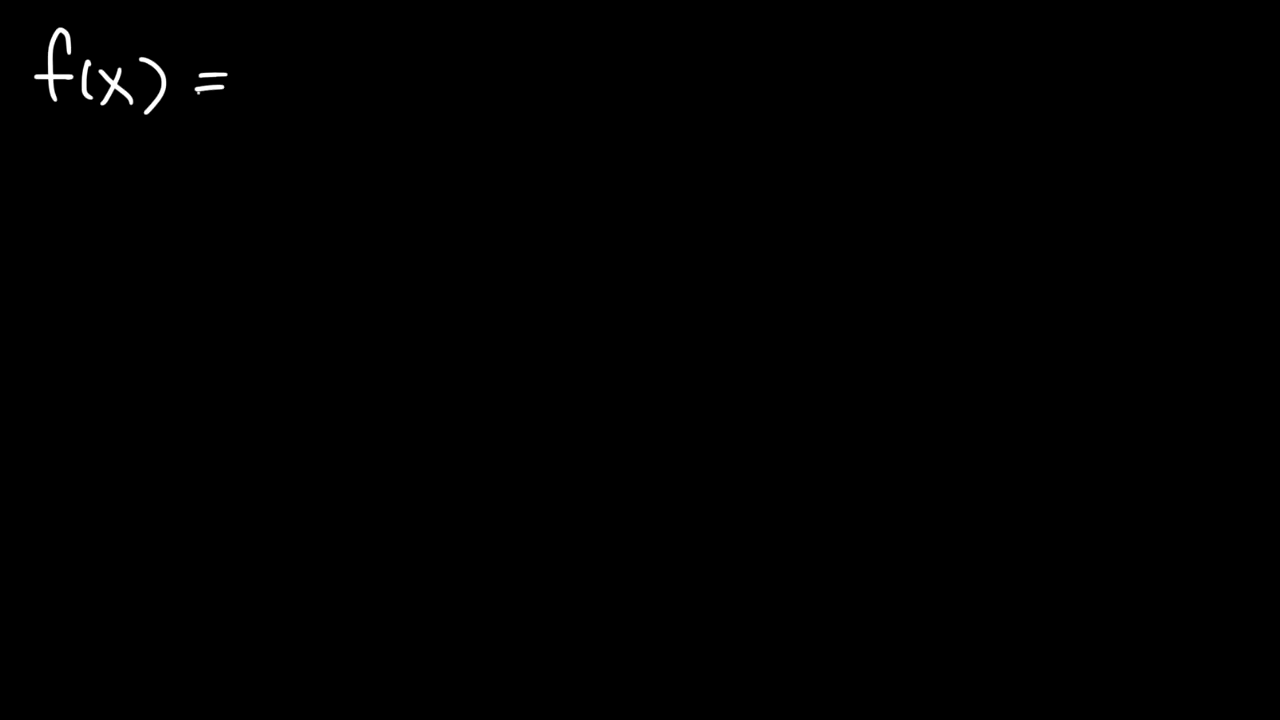 f(x) =